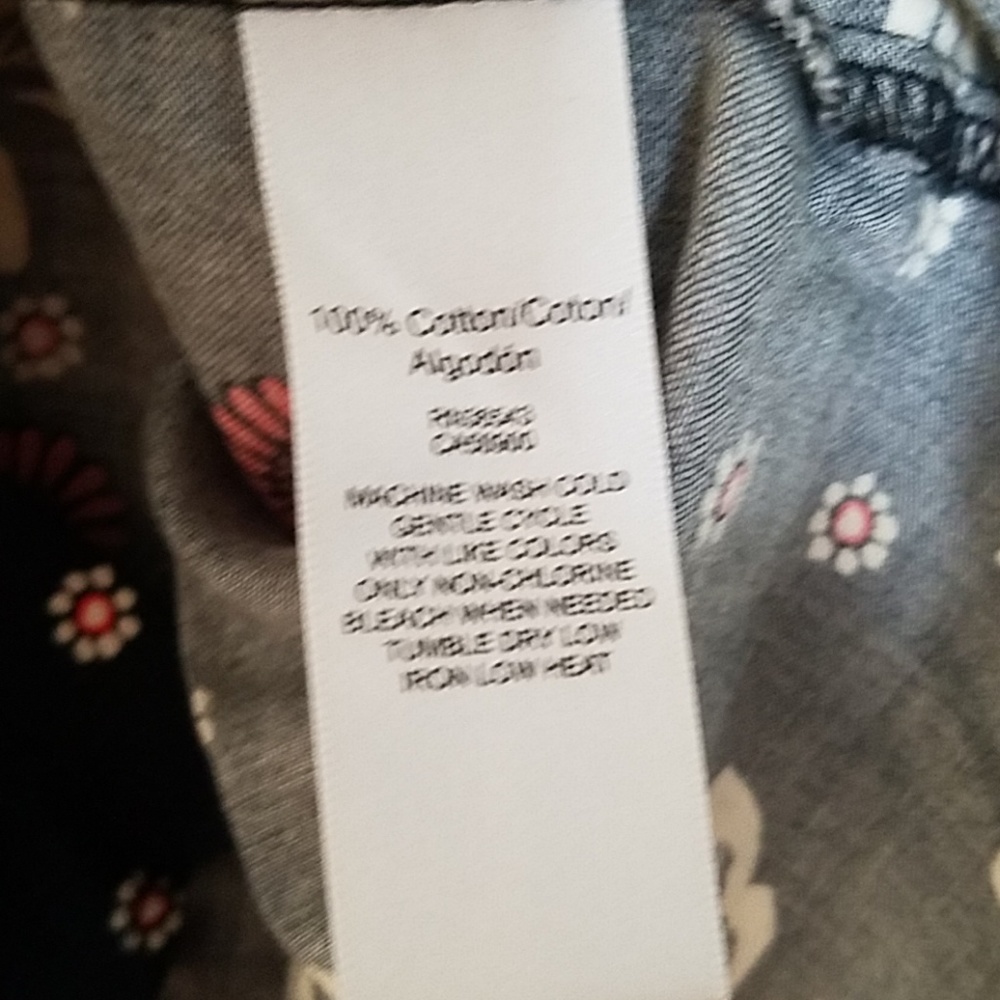 100% Cotton/Coton/
Algodón
MACHINE WASH COLD
GENTLE CYCLE
WITH LIKE COLORS
ONLY NON-CHLORINE
BLEACH WHEN NEEDED
TUMBLE DRY LOW
IRON LOW HEAT